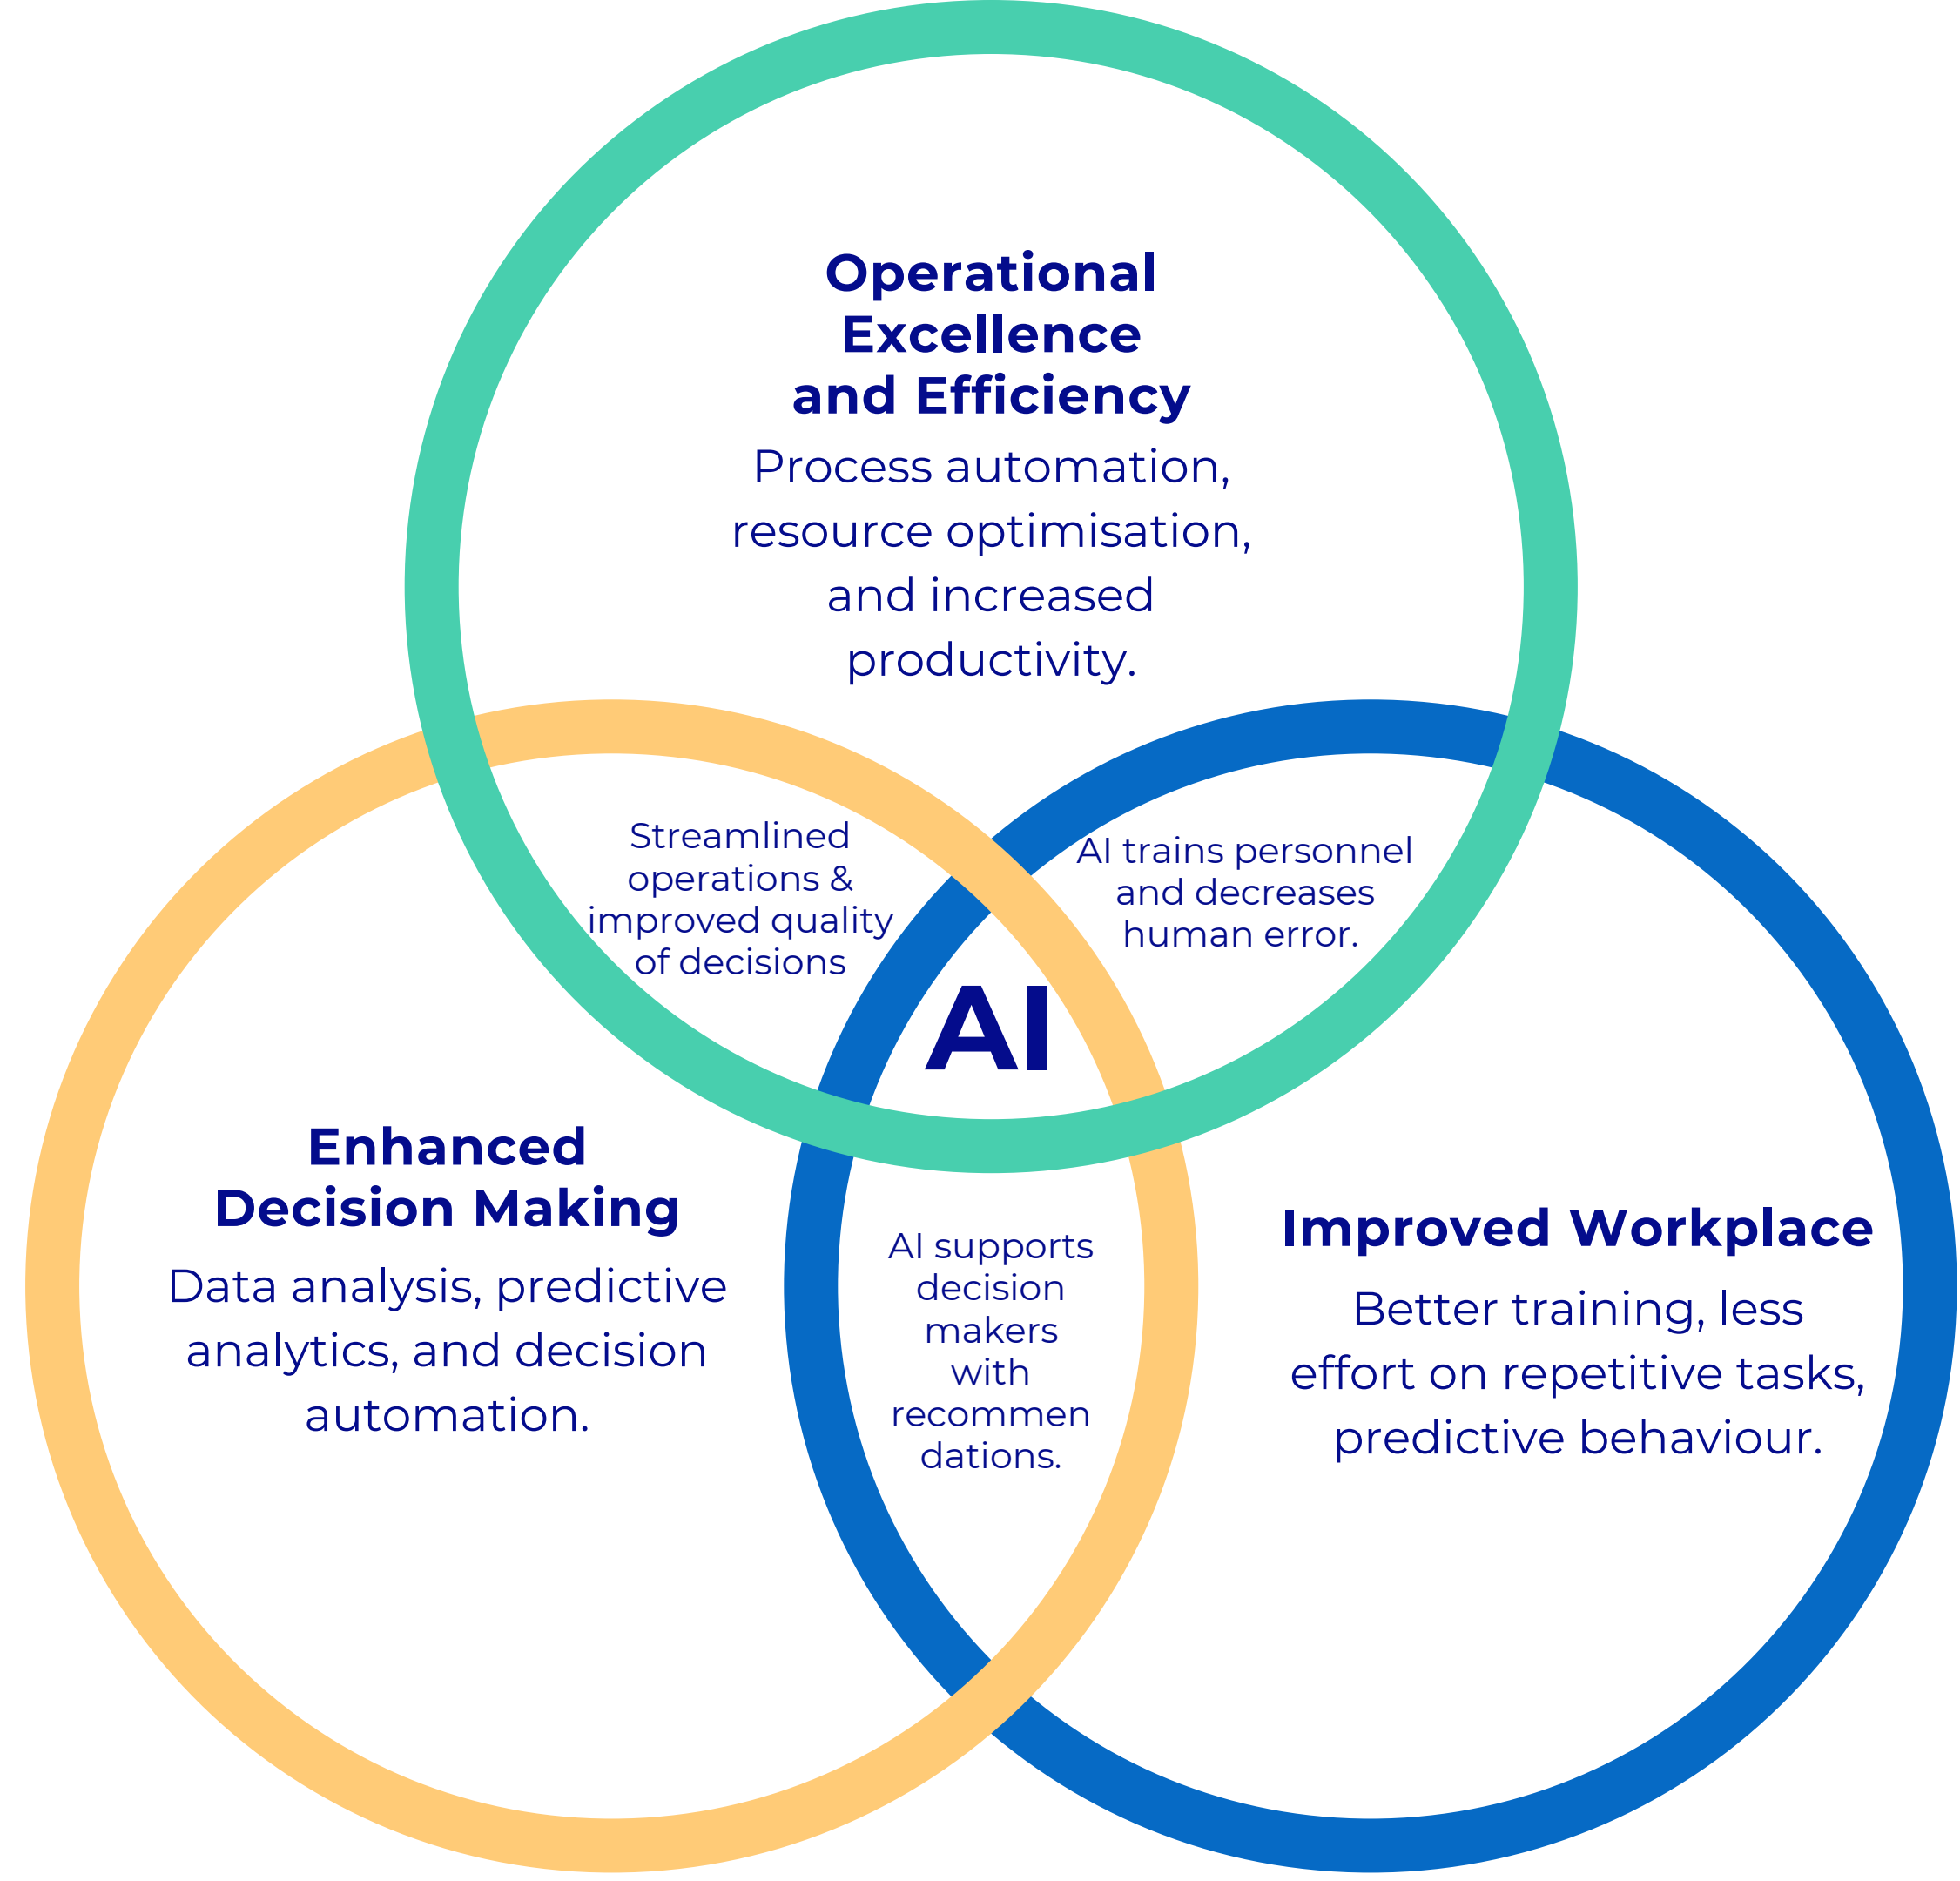 Operational
Excellence
and Efficiency
Process automation,
resource optimisation,
and increased
productivity.
Streamlined
operations &
improved quality
of decisions
AI trains personnel
and decreases
human error.
AI
Enhanced
Decision Making
Data analysis, predictive
analytics, and decision
automation.
AI supports
decision
makers
with
recommen
dations.
Improved Workplace
Better training, less
effort on repetitive tasks,
predictive behaviour.